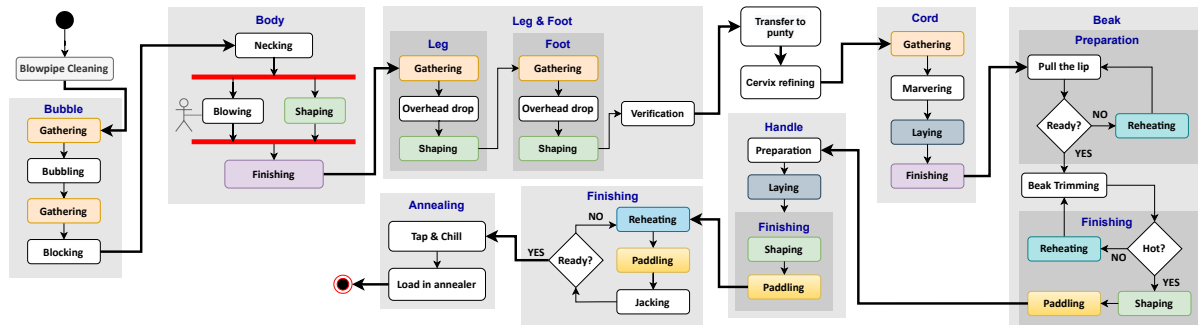 Blowpipe Cleaning
Bubble
Gathering
Bubbling
Gathering
Blocking
Body
Necking
Blowing
Shaping
Finishing
Leg & Foot
Leg
Gathering
Overhead drop
Shaping
Foot
Gathering
Overhead drop
Shaping
Verification
Transfer to
punty
Cervix refining
Cord
Gathering
Marvering
Laying
Finishing
Beak
Preparation
Pull the lip
Ready?
NO
Reheating
YES
Beak Trimming
Finishing
Hot?
NO
Reheating
YES
Shaping
Paddling
Handle
Preparation
Laying
Finishing
Shaping
Paddling
Finishing
Reheating
Paddling
Jacking
Ready?
NO
YES
Annealing
Tap & Chill
Load in annealer